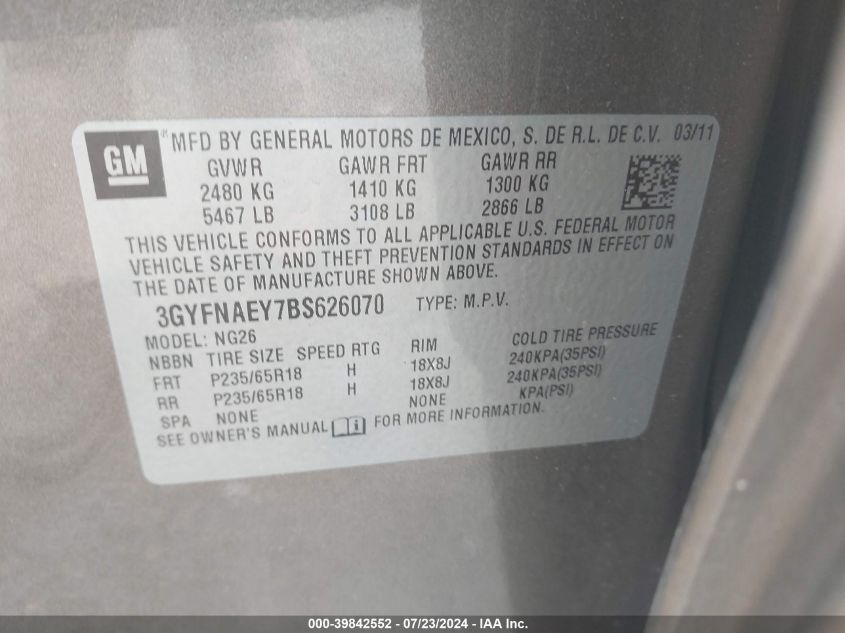 GM
MFD BY GENERAL MOTORS DE MEXICO, S. DE R.L. DE C.V. 03/11
GVWR GAWR FRT GAWR RR
2480 KG 1410 KG 1300 KG
5467 LB 3108 LB 2866 LB
THIS VEHICLE CONFORMS TO ALL APPLICABLE U.S. FEDERAL MOTOR
VEHICLE SAFETY AND THEFT PREVENTION STANDARDS IN EFFECT ON
THE DATE OF MANUFACTURE SHOWN ABOVE.
3GYFNAEY7BS626070 TYPE: M.P.V.
MODEL: NG26
NBBN TIRE SIZE SPEED RTG RIM COLD TIRE PRESSURE
FRT P235/65R18 H 18X8J 240KPA(35PSI)
RR P235/65R18 H 18X8J 240KPA(35PSI)
SPA NONE NONE KPA(PSI)
SEE OWNER'S MANUAL i FOR MORE INFORMATION.
000-39842552 - 07/23/2024 - IAA Inc.